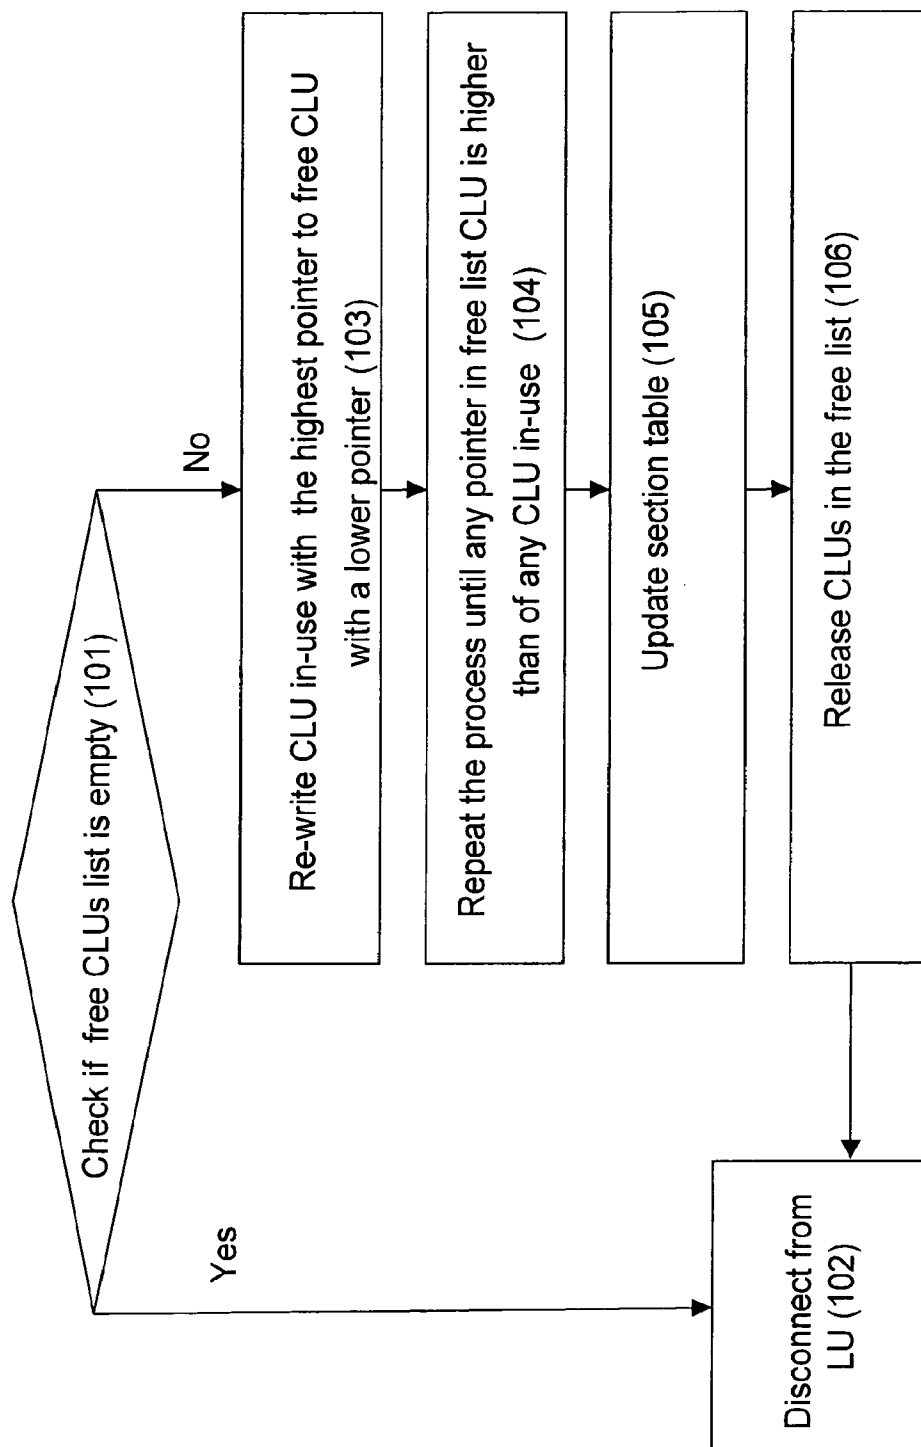 Check if free CLUs list is empty (101)
Yes
No
Re-write CLU in-use with the highest pointer to free CLU
with a lower pointer (103)
Repeat the process until any pointer in free list CLU is higher
than of any CLU in-use (104)
Update section table (105)
Release CLUs in the free list (106)
Disconnect from
LU (102)